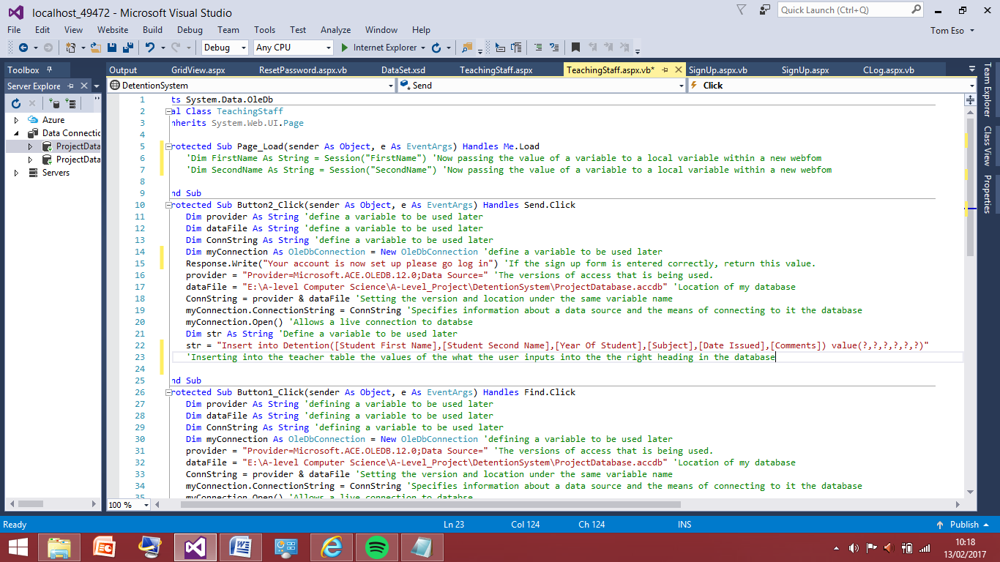 localhost_49472 - Microsoft Visual Studio
Quick Launch (Ctrl+Q)
File Edit View Website Build Debug Team Tools Test Analyze Window Help
Tom Eso
Debug Any CPU Internet Explorer
Toolbox
Output GridView.aspx ResetPassword.aspx.vb DataSet.xsd TeachingStaff.aspx TeachingStaff.aspx.vb* SignUp.aspx.vb SignUp.aspx CLog.aspx.vb
Server Explore
DetentionSystem Send Click
Azure
Data Connectic
ProjectData
ProjectData
Servers
Team Explorer
Class View
Properties
1 ts System.Data.OleDb
2 al Class TeachingStaff
3 nherits System.Web.UI.Page
4
5 rotected Sub Page_Load(sender As Object, e As EventArgs) Handles Me.Load
6 'Dim FirstName As String = Session("FirstName") 'Now passing the value of a variable to a local variable within a new webfom
7 'Dim SecondName As String = Session("SecondName") 'Now passing the value of a variable to a local variable within a new webfom
8
9 nd Sub
10 rotected Sub Button2_Click(sender As Object, e As EventArgs) Handles Send.Click
11 Dim provider As String 'define a variable to be used later
12 Dim dataFile As String 'define a variable to be used later
13 Dim ConnString As String 'define a variable to be used later
14 Dim myConnection As OleDbConnection = New OleDbConnection 'define a variable to be used later
15 Response.Write("Your account is now set up please go log in") 'If the sign up form is entered correctly, return this value.
16 provider = "Provider=Microsoft.ACE.OLEDB.12.0;Data Source=" 'The versions of access that is being used.
17 dataFile = "E:\A-level Computer Science\A-Level_Project\DetentionSystem\ProjectDatabase.accdb" 'Location of my database
18 ConnString = provider & dataFile 'Setting the version and location under the same variable name
19 myConnection.ConnectionString = ConnString 'Specifies information about a data source and the means of connecting to it the database
20 myConnection.Open() 'Allows a live connection to databse
21 Dim str As String 'Define a variable to be used later
22 str = "Insert into Detention([Student First Name],[Student Second Name],[Year Of Student],[Subject],[Date Issued],[Comments]) value(?,?,?,?,?,?)"
23 'Inserting into the teacher table the values of the what the user inputs into the the right heading in the database
24
25 nd Sub
26 rotected Sub Button1_Click(sender As Object, e As EventArgs) Handles Find.Click
27 Dim provider As String 'defining a variable to be used later
28 Dim dataFile As String 'defining a variable to be used later
29 Dim ConnString As String 'defining a variable to be used later
30 Dim myConnection As OleDbConnection = New OleDbConnection 'defining a variable to be used later
31 provider = "Provider=Microsoft.ACE.OLEDB.12.0;Data Source=" 'The versions of access that is being used.
32 dataFile = "E:\A-level Computer Science\A-Level_Project\DetentionSystem\ProjectDatabase.accdb" 'Location of my database
33 ConnString = provider & dataFile 'Setting the version and location under the same variable name
34 myConnection.ConnectionString = ConnString 'Specifies information about a data source and the means of connecting to it the database
35 myConnection.Open() 'Allows a live connection to databse
100 %
Ready Ln 23 Col 124 Ch 124 INS Publish
10:18
13/02/2017